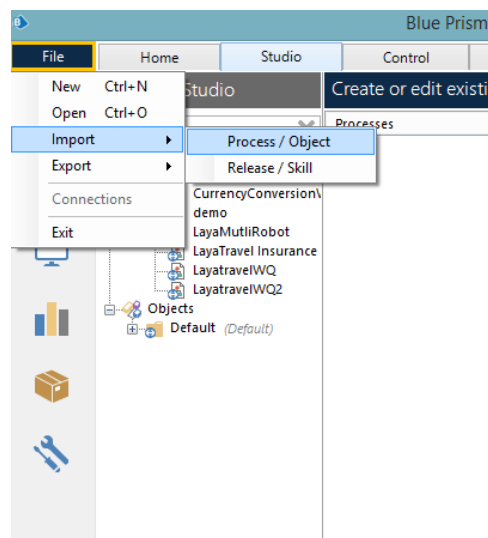 Blue Prism
File Home Studio Control
New Ctrl+N
Studio
Create or edit existi
Open Ctrl+O
Processes
Import
Process / Object
Export
Release / Skill
Connections
CurrencyConversion\
demo
Exit
LayaMutliRobot
LayaTravel Insurance
LayatravelWQ
LayatravelWQ2
Objects
Default (Default)